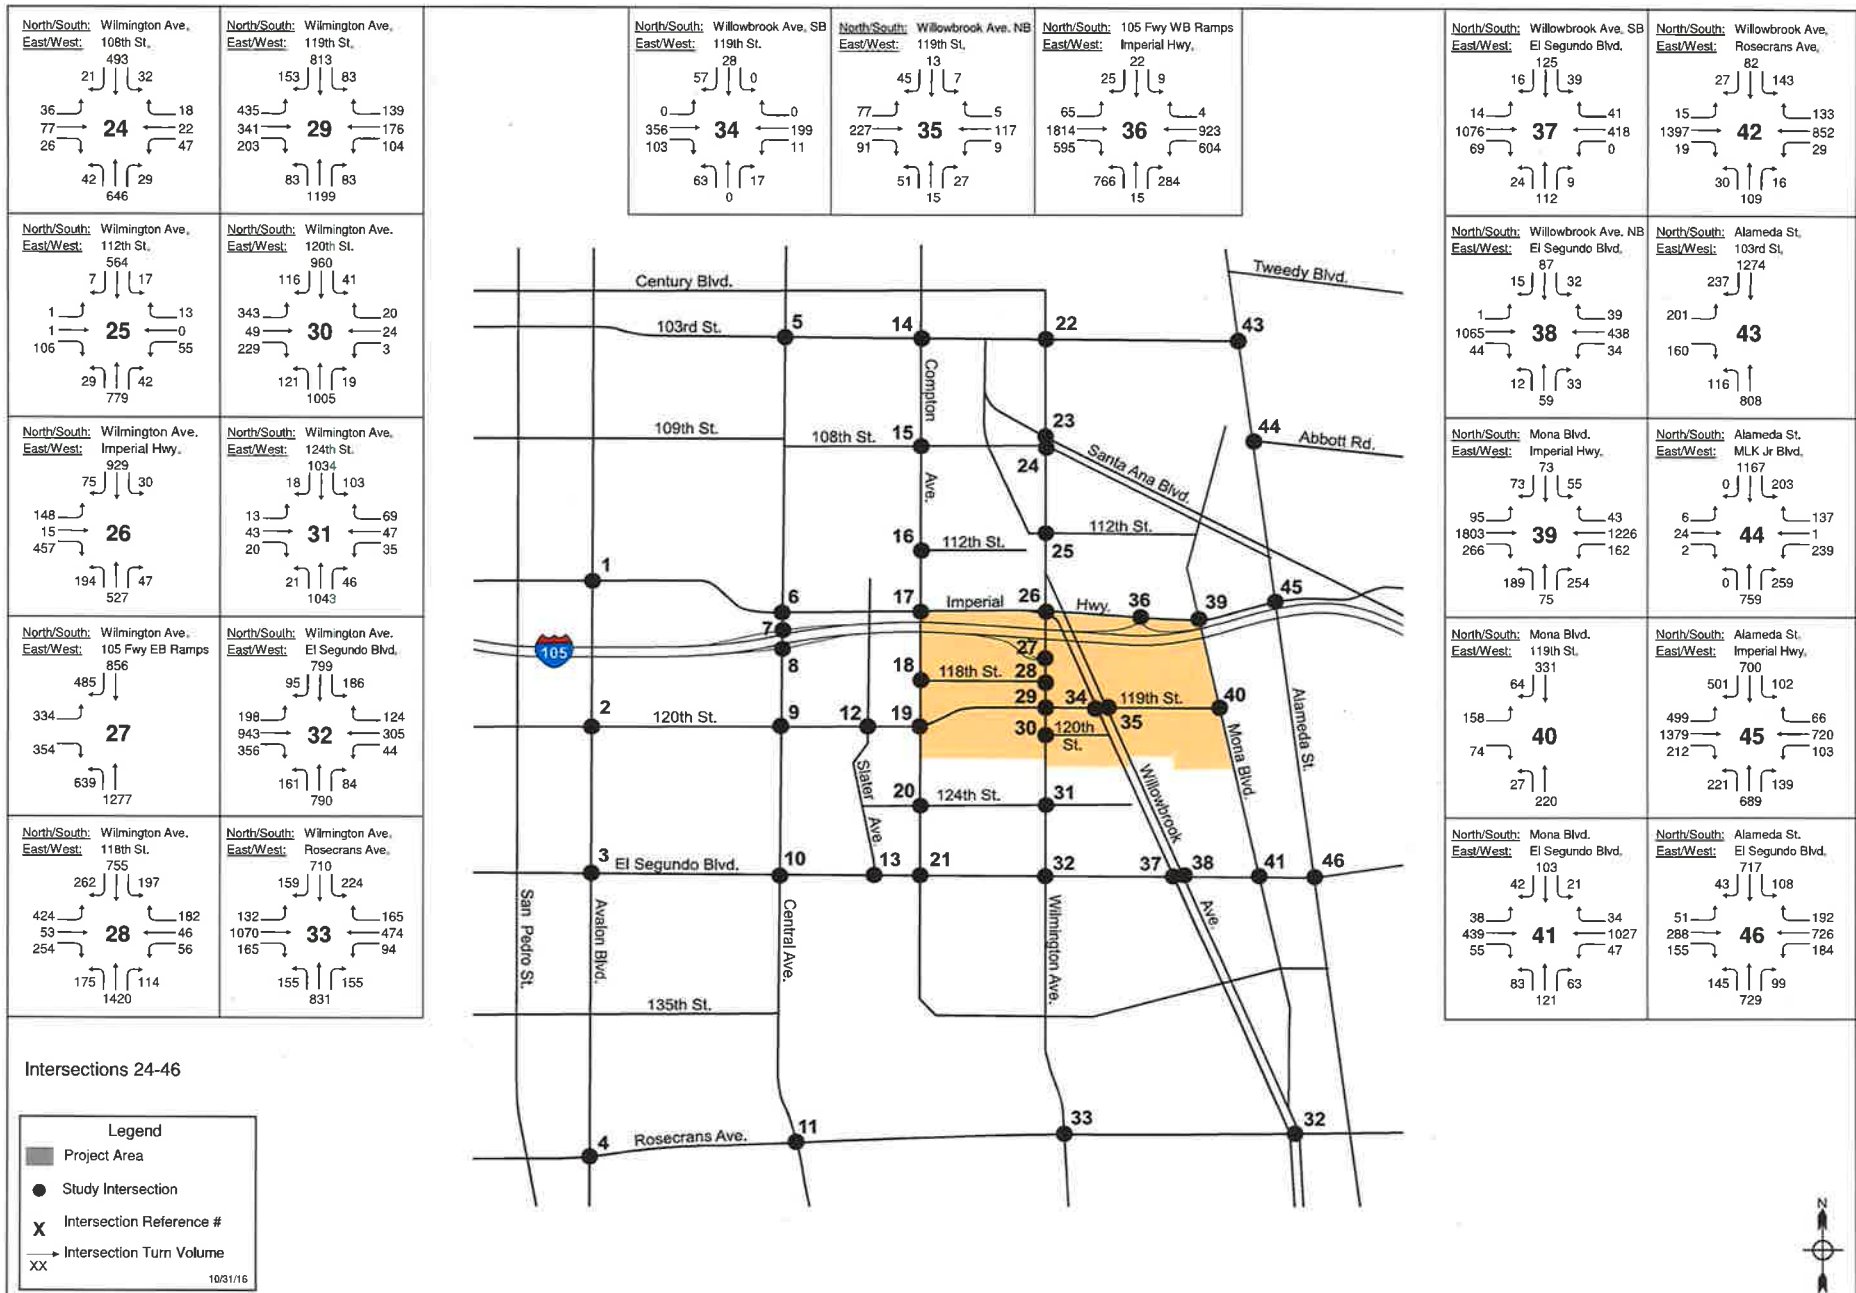 North/South: Wilmington Ave.
East/West: 108th St.
493
21 32
36 18
77 24 22
26 47
42 29
646
North/South: Wilmington Ave.
East/West: 119th St.
813
153 83
435 139
341 29 176
203 104
83 83
1199
North/South: Wilmington Ave.
East/West: 112th St.
564
7 17
1 13
1 25 0
106 55
29 42
779
North/South: Wilmington Ave.
East/West: 120th St.
960
116 41
343 20
49 30 24
229 3
121 19
1005
North/South: Wilmington Ave.
East/West: Imperial Hwy.
929
75 30
148
15 26
457
194 47
527
North/South: Wilmington Ave.
East/West: 124th St.
1034
18 103
13 69
43 31 47
20 35
21 46
1043
North/South: Wilmington Ave.
East/West: 105 Fwy EB Ramps
856
485
334
27
354
639
1277
North/South: Wilmington Ave.
East/West: El Segundo Blvd.
799
95 186
198 124
943 32 305
356 44
161 84
790
North/South: Wilmington Ave.
East/West: 118th St.
755
262 197
424 182
53 28 46
254 56
175 114
1420
North/South: Wilmington Ave.
East/West: Rosecrans Ave.
710
159 224
132 165
1070 33 474
165 94
155 155
831
North/South: Willowbrook Ave. SB
East/West: 119th St.
28
57 0
0 0
356 34 199
103 11
63 17
0
North/South: Willowbrook Ave. NB
East/West: 119th St.
13
45 7
77 5
227 35 117
91 9
51 27
15
North/South: 105 Fwy WB Ramps
East/West: Imperial Hwy.
22
25 9
65 4
1814 36 923
595 604
766 284
15
North/South: Willowbrook Ave. SB
East/West: El Segundo Blvd.
125
16 39
14 41
1076 37 418
69 0
24 9
112
North/South: Willowbrook Ave.
East/West: Rosecrans Ave.
82
27 143
15 133
1397 42 852
19 29
30 16
109
North/South: Willowbrook Ave. NB
East/West: El Segundo Blvd.
87
15 32
1 39
1065 38 438
44 34
12 33
59
North/South: Alameda St.
East/West: 103rd St.
1274
237
201
43
160
116
808
North/South: Mona Blvd.
East/West: Imperial Hwy.
73
73 55
95 43
1803 39 1226
266 162
189 254
75
North/South: Alameda St.
East/West: MLK Jr Blvd.
1167
0 203
6 137
24 44 1
2 239
0 259
759
North/South: Mona Blvd.
East/West: 119th St.
331
64
158
40
74
27
220
North/South: Alameda St.
East/West: Imperial Hwy.
700
501 102
499 66
1379 45 720
212 103
221 139
689
North/South: Mona Blvd.
East/West: El Segundo Blvd.
103
42 21
38 34
439 41 1027
55 47
83 63
121
North/South: Alameda St.
East/West: El Segundo Blvd.
717
43 108
51 192
288 46 726
155 184
145 99
729
Tweedy Blvd.
Century Blvd.
103rd St.
5
14
22
43
Compton
Ave.
109th St.
108th St.
15
23
24
44
Abbott Rd.
Santa Ana Blvd.
16
112th St.
112th St.
25
1
6
17
Imperial
26
Hwy.
36
39
45
7
105
8
27
18
118th St.
28
2
120th St.
9
12
19
29
34
119th St.
40
30
120th
St.
35
Slater
Ave.
Willowbrook
Ave.
Mona Blvd.
Alameda St.
20
124th St.
31
3
El Segundo Blvd.
10
13
21
32
37
38
41
46
San Pedro St.
Avalon Blvd.
Central Ave.
Wilmington Ave.
135th St.
4
Rosecrans Ave.
11
33
32
Intersections 24-46
Legend
Project Area
Study Intersection
X Intersection Reference #
Intersection Turn Volume
XX
10/31/16
N